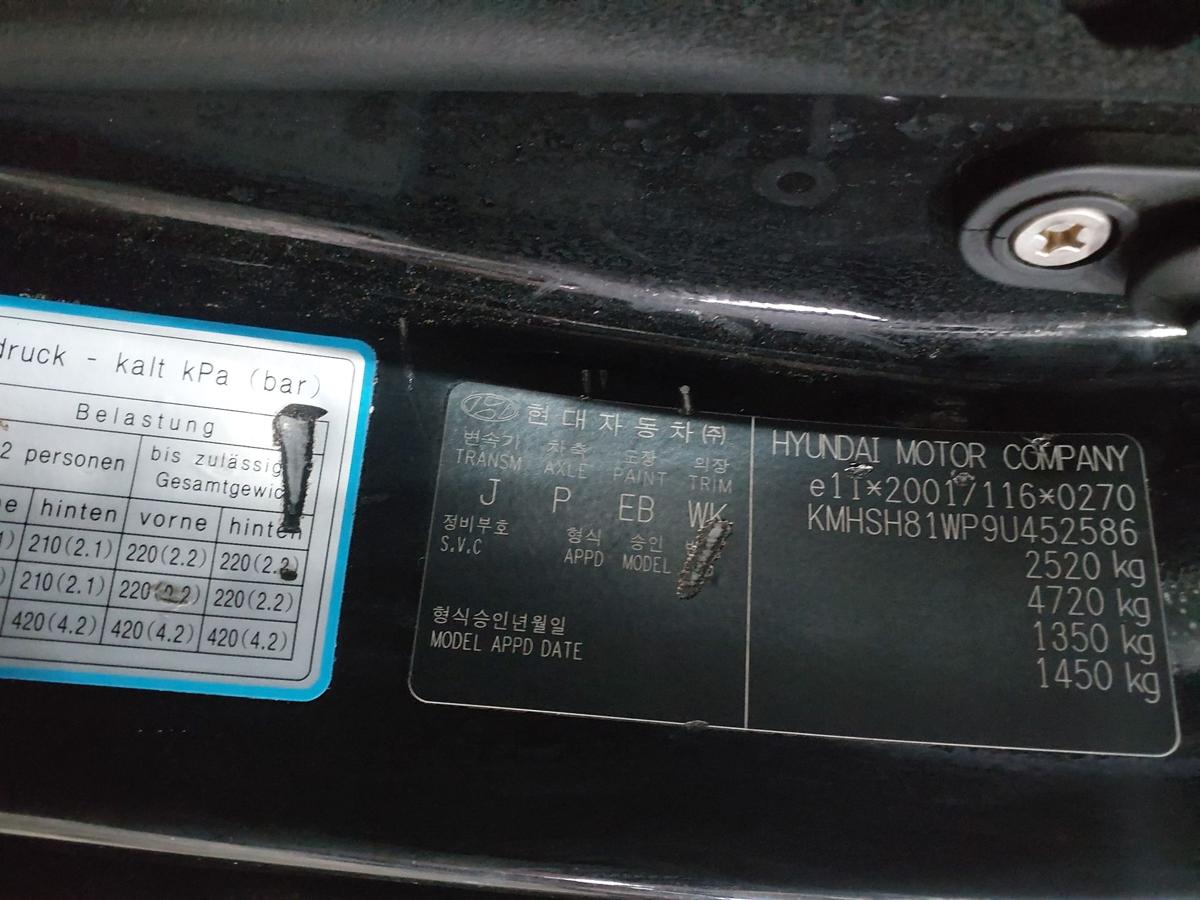 druck - kalt kPa (bar)
Belastung
2 personen
bis zulässig
Gesamtgewic
hinten vorne hinten
210(2.1) 220(2.2) 220(2.2)
210(2.1) 220(2.2) 220(2.2)
420(4.2) 420(4.2) 420(4.2)
현대자동차(주)
변속기 차축 도장 의장
TRANSM AXLE PAINT TRIM
J P EB WK
정비부호 형식 승인
S.V.C APPD MODEL
형식승인년월일
MODEL APPD DATE
HYUNDAI MOTOR COMPANY
e11*2001/116*0270
KMHSH81WP9U452586
2520 kg
4720 kg
1350 kg
1450 kg